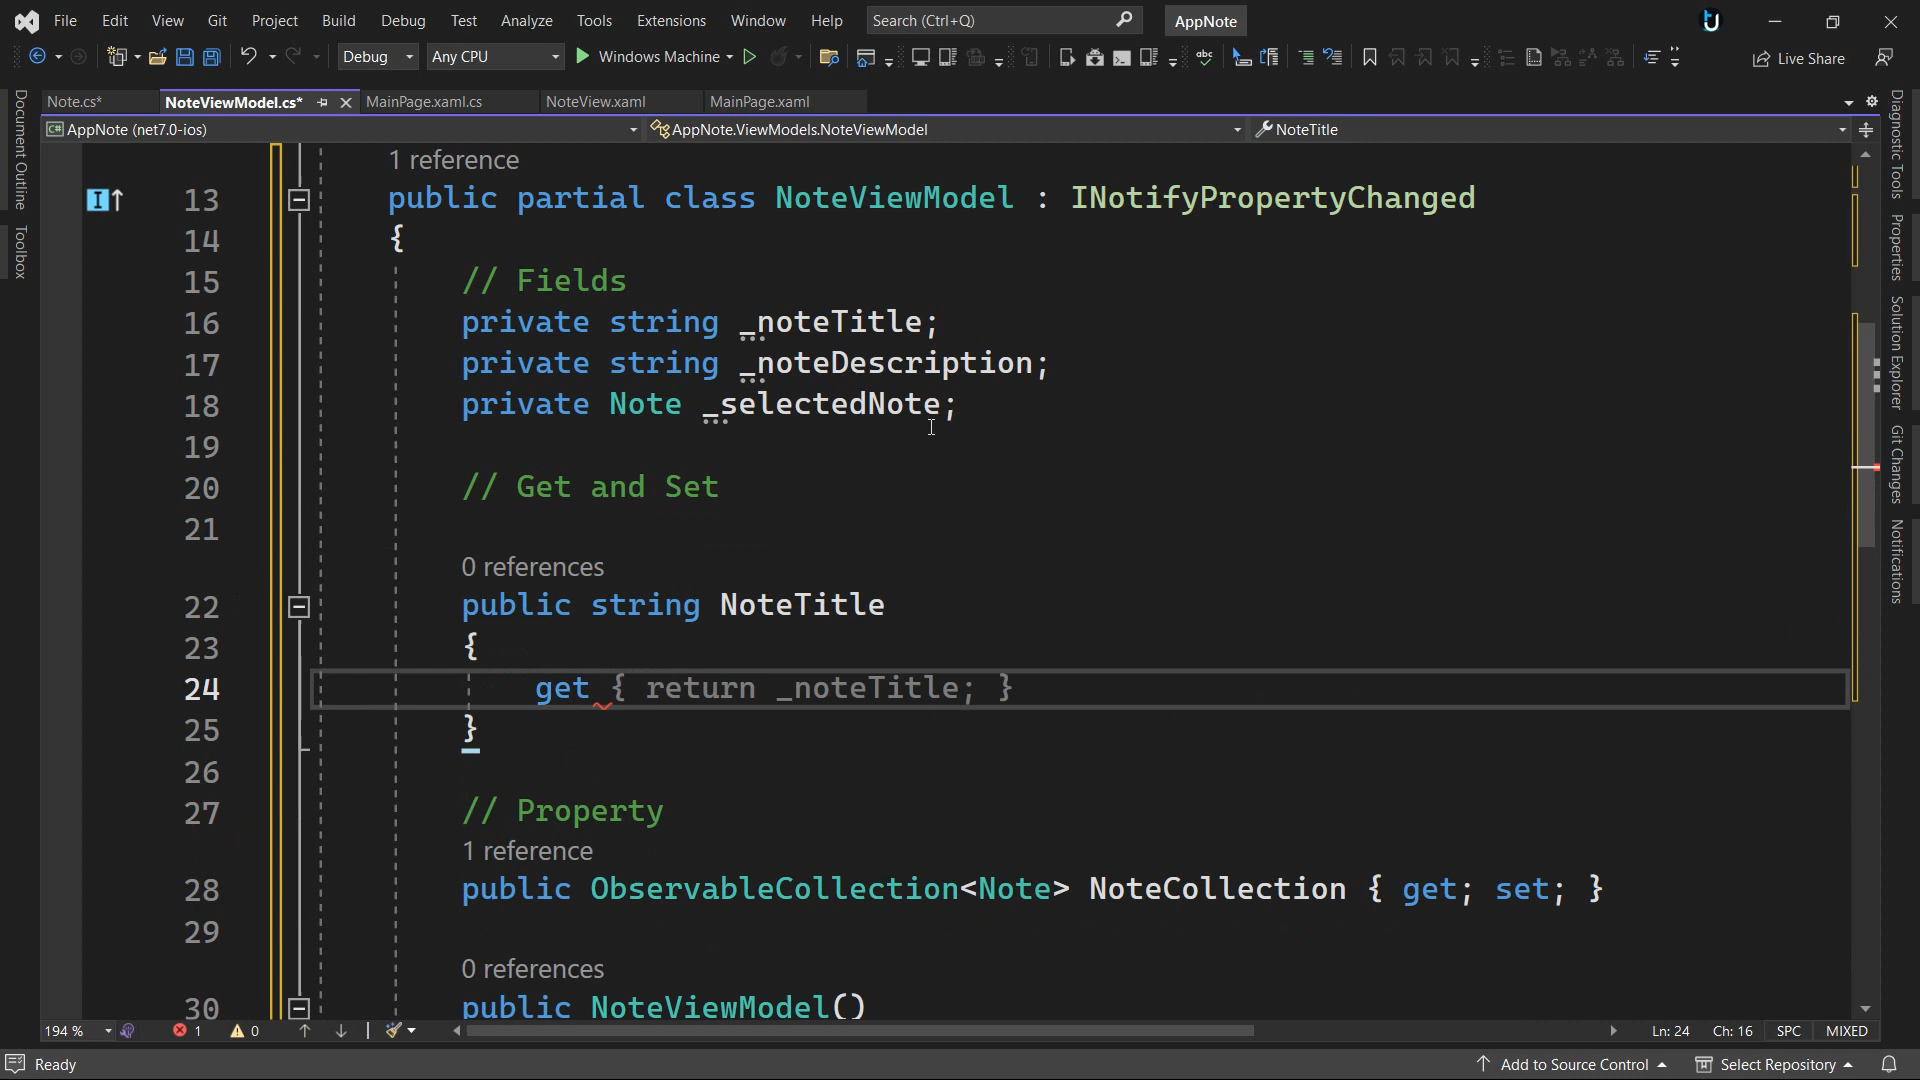 File Edit View Git Project Build Debug Test Analyze Tools Extensions Window Help Search (Ctrl+Q) AppNote
Debug Any CPU Windows Machine Live Share
Note.cs* NoteViewModel.cs* MainPage.xaml.cs NoteView.xaml MainPage.xaml
AppNote (net7.0-ios) AppNote.ViewModels.NoteViewModel NoteTitle
Document Outline
Toolbox
1 reference
13 public partial class NoteViewModel : INotifyPropertyChanged
14 {
15 // Fields
16 private string _noteTitle;
17 private string _noteDescription;
18 private Note _selectedNote;
19
20 // Get and Set
21
0 references
22 public string NoteTitle
23 {
24 get { return _noteTitle; }
25 }
26
27 // Property
1 reference
28 public ObservableCollection<Note> NoteCollection { get; set; }
29
0 references
30 public NoteViewModel()
Diagnostic Tools
Properties
Solution Explorer
Git Changes
Notifications
194 % 1 0 Ln: 24 Ch: 16 SPC MIXED
Ready Add to Source Control Select Repository